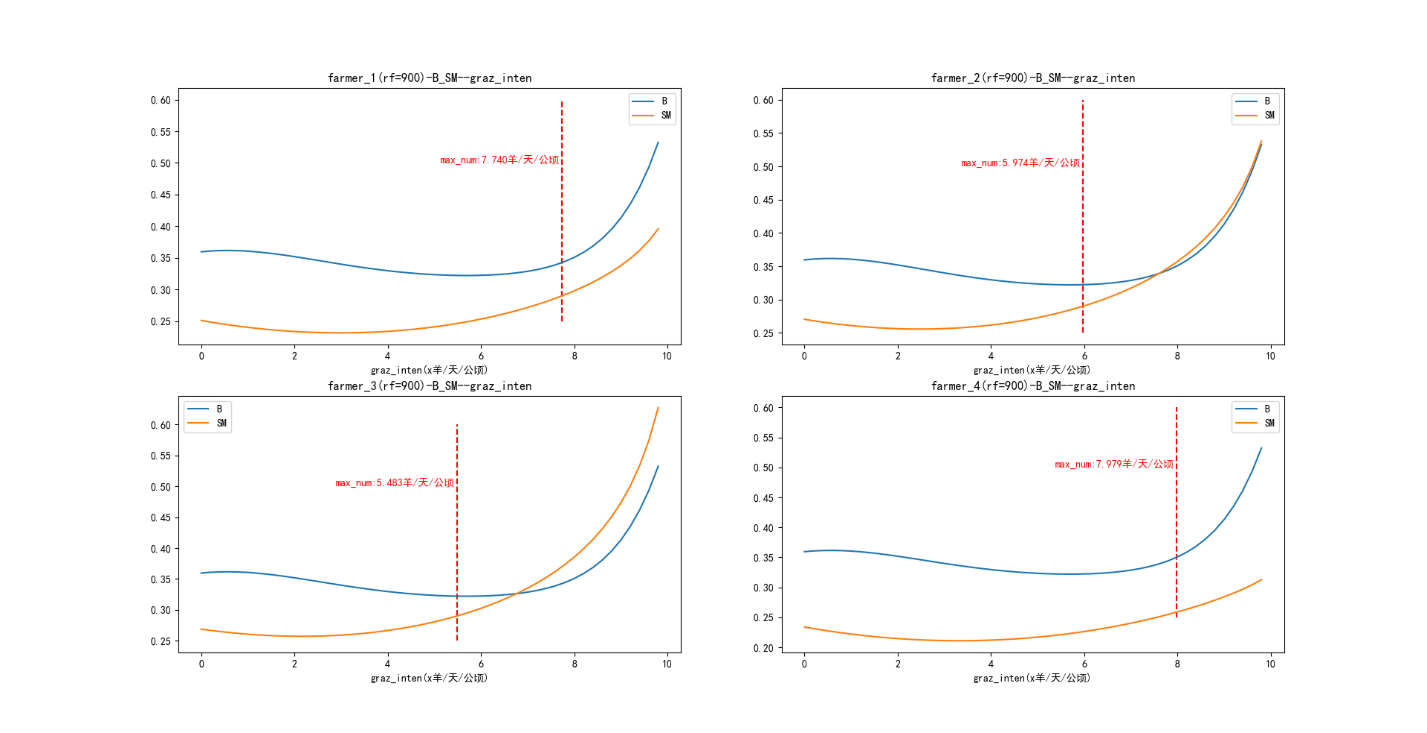 farmer_1(rf=900)-B_SM--graz_inten
0.60
0.55
0.50
0.45
0.40
0.35
0.30
0.25
B
SM
max_num:7.740羊/天/公顷
0
2
4
6
8
10
graz_inten(x羊/天/公顷)
farmer_2(rf=900)-B_SM--graz_inten
0.60
0.55
0.50
0.45
0.40
0.35
0.30
0.25
B
SM
max_num:5.974羊/天/公顷
0
2
4
6
8
10
graz_inten(x羊/天/公顷)
farmer_3(rf=900)-B_SM--graz_inten
B
SM
0.60
0.55
0.50
0.45
0.40
0.35
0.30
0.25
max_num:5.483羊/天/公顷
0
2
4
6
8
10
graz_inten(x羊/天/公顷)
farmer_4(rf=900)-B_SM--graz_inten
0.60
0.55
0.50
0.45
0.40
0.35
0.30
0.25
0.20
B
SM
max_num:7.979羊/天/公顷
0
2
4
6
8
10
graz_inten(x羊/天/公顷)